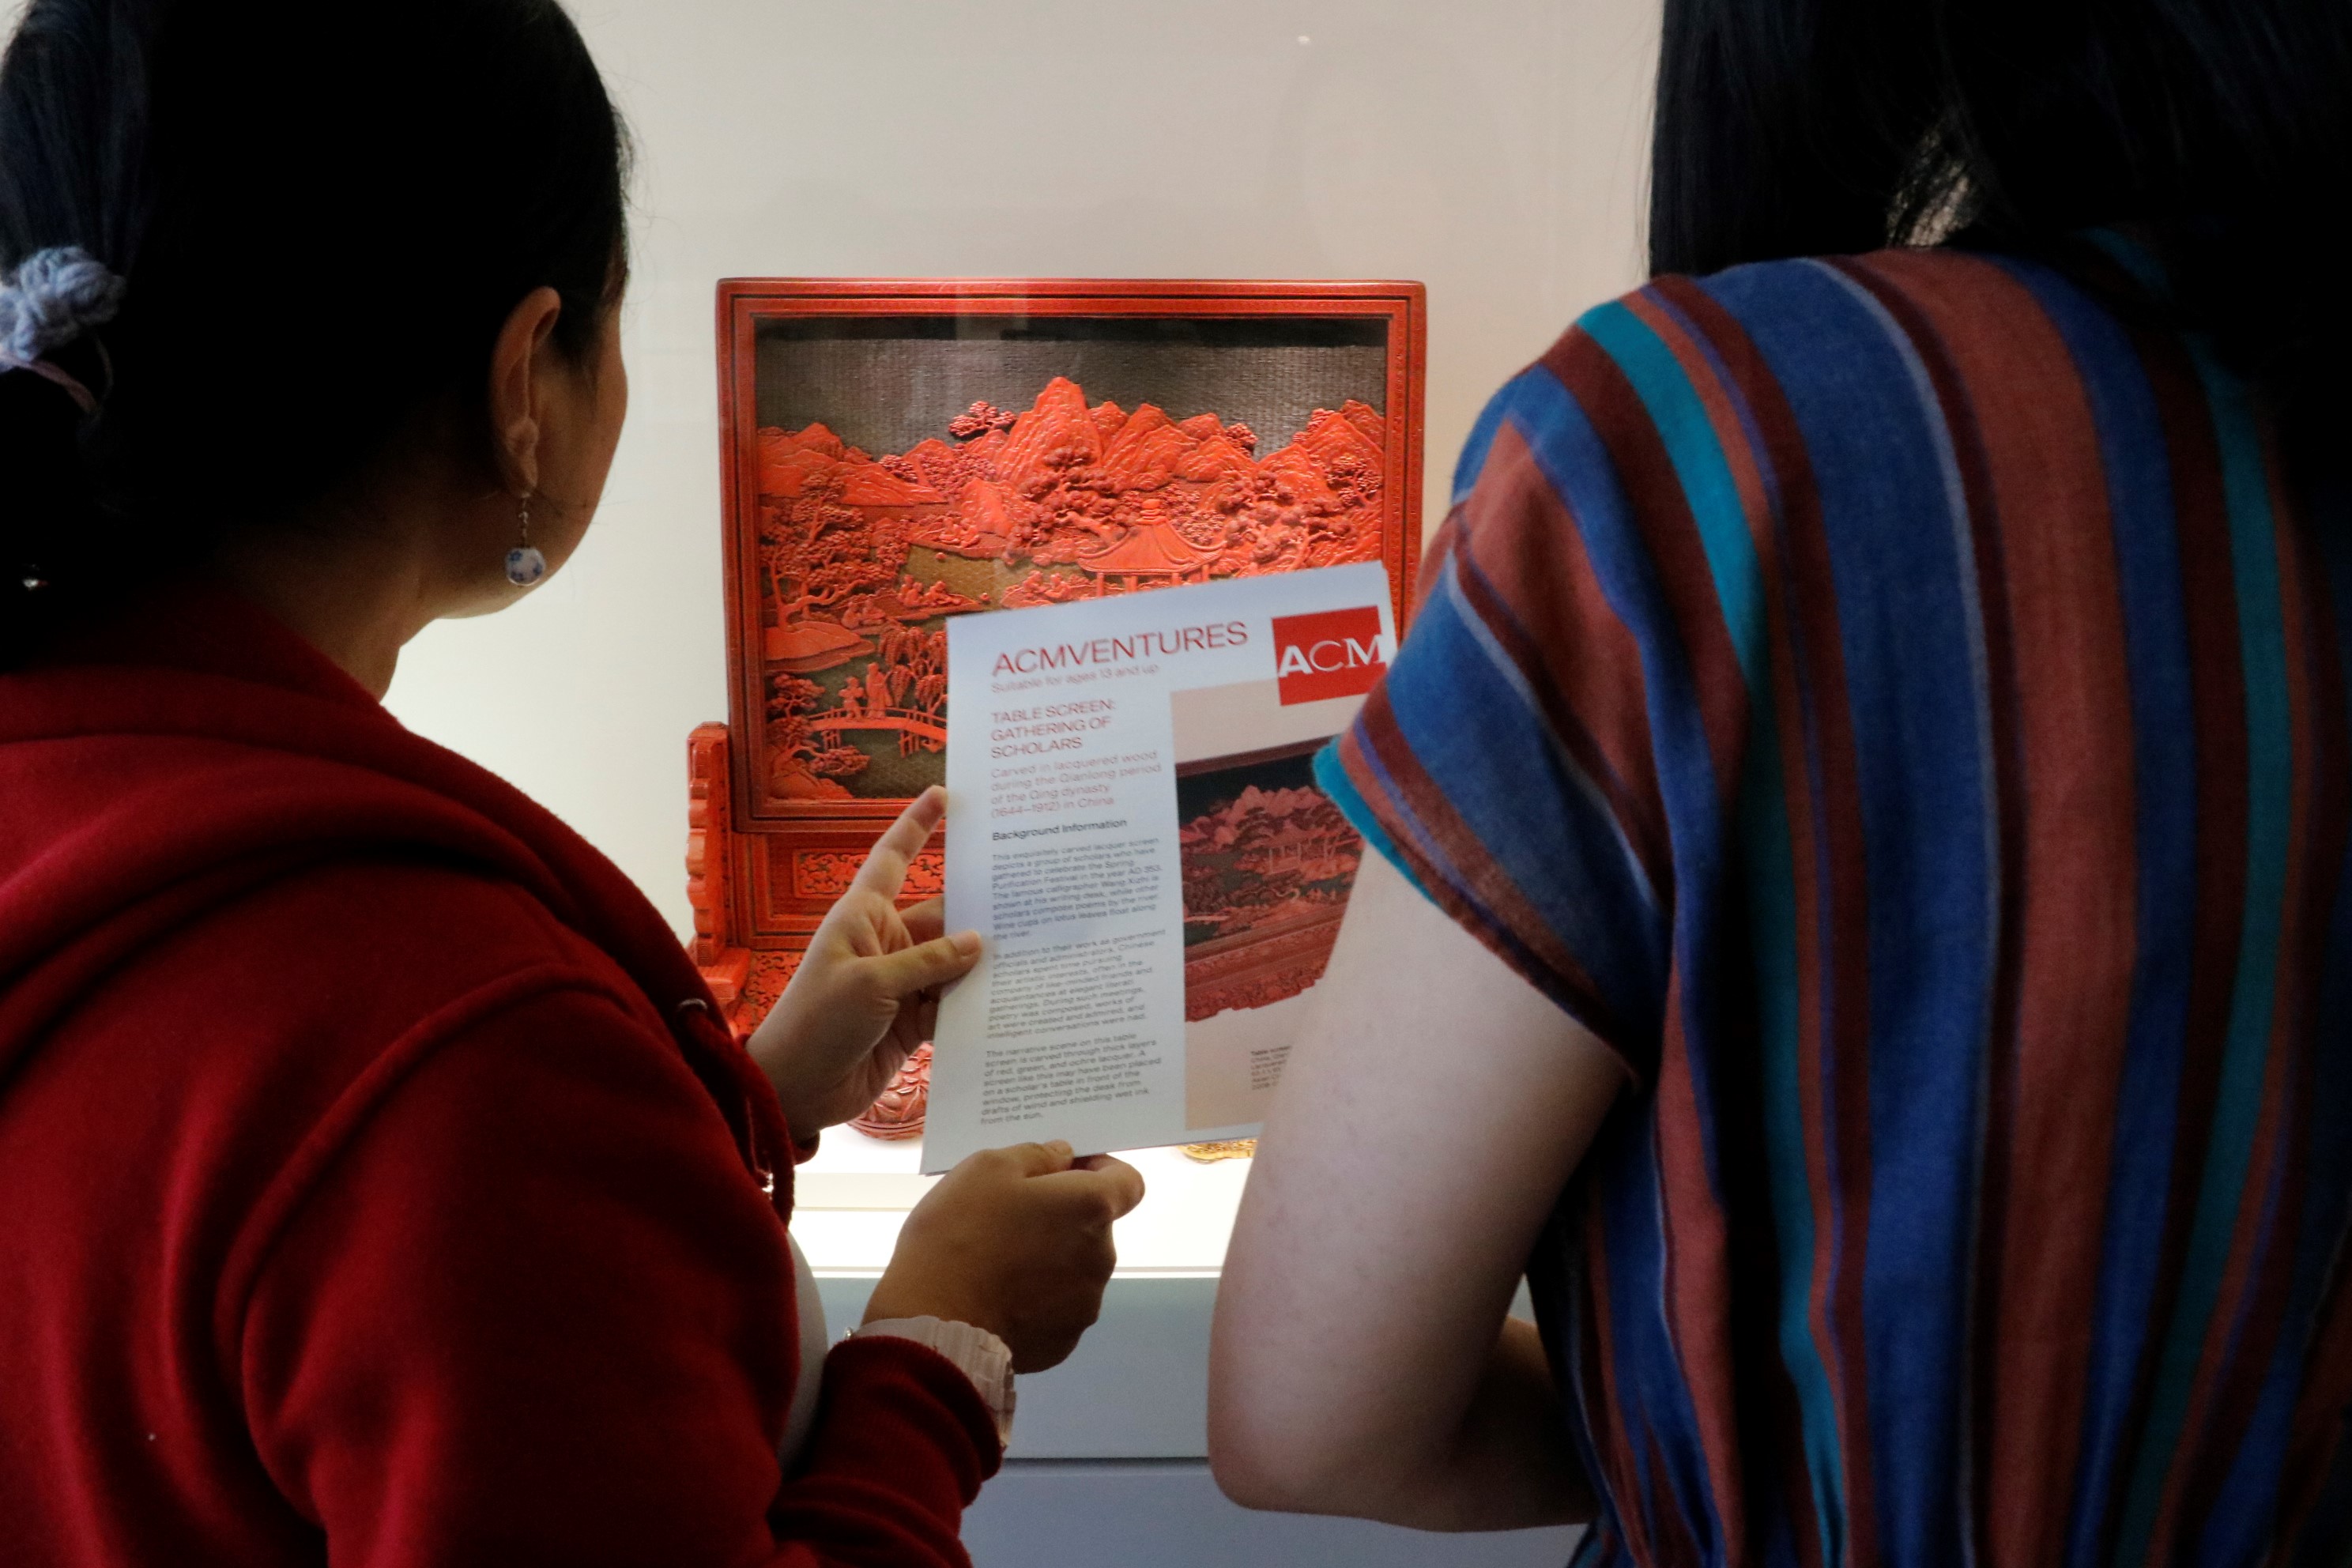 ACMVENTURES
Suitable for ages 13 and up
ACM
TABLE SCREEN:
GATHERING OF
SCHOLARS
Carved in lacquered wood
during the Qianlong period
of the Qing dynasty
(1644–1912) in China
Background Information
This exquisitely carved lacquer screen
depicts a group of scholars who have
gathered to celebrate the Spring
Purification Festival in the year AD 353.
The famous calligrapher Wang Xizhi is
shown at his writing desk, while other
scholars compose poems by the river.
Wine cups on lotus leaves float along
the river.
In addition to their work as government
officials and administrators, Chinese
scholars spent time pursuing
their artistic interests, often in the
company of like-minded friends and
acquaintances at elegant literati
gatherings. During such meetings,
poetry was composed, works of
art were created and admired, and
intelligent conversations were had.
The narrative scene on this table
screen is carved through thick layers
of red, green, and ochre lacquer. A
screen like this may have been placed
on a scholar's table in front of the
window, protecting the desk from
drafts of wind and shielding wet ink
from the sun.
Table screen